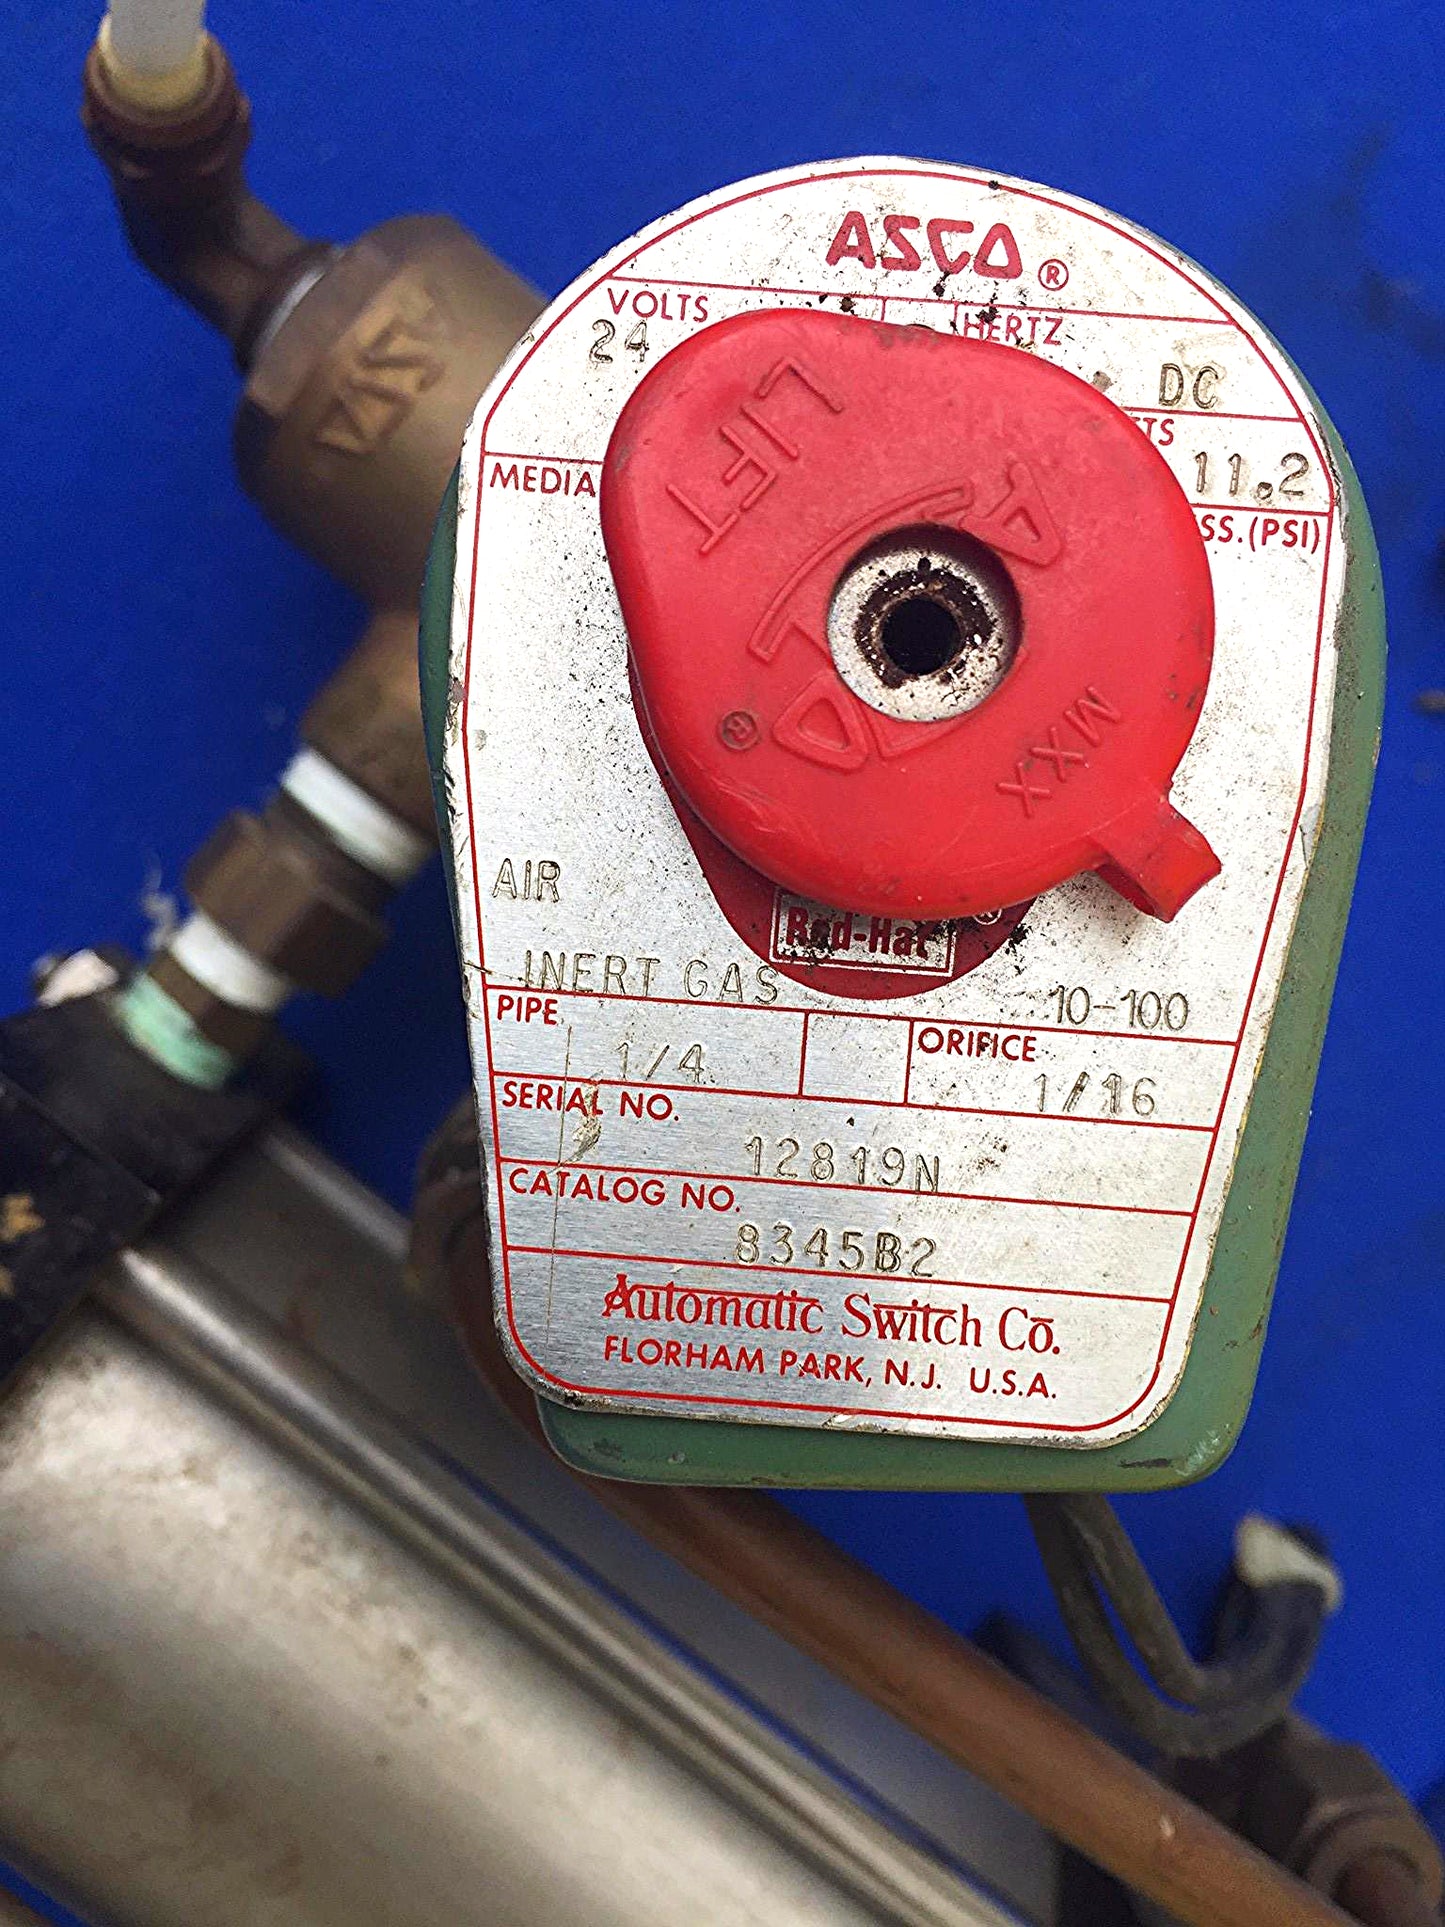 ASCO®
VOLTS HERTZ
24 DC
MEDIA
11.2
SS.(PSI)
LIFT
ASCO
®
MXX
AIR
Red-Hat
INERT GAS 10-100
PIPE ORIFICE
1/4 1/16
SERIAL NO.
12819N
CATALOG NO.
8345B2
Automatic Switch Co.
FLORHAM PARK, N.J. U.S.A.